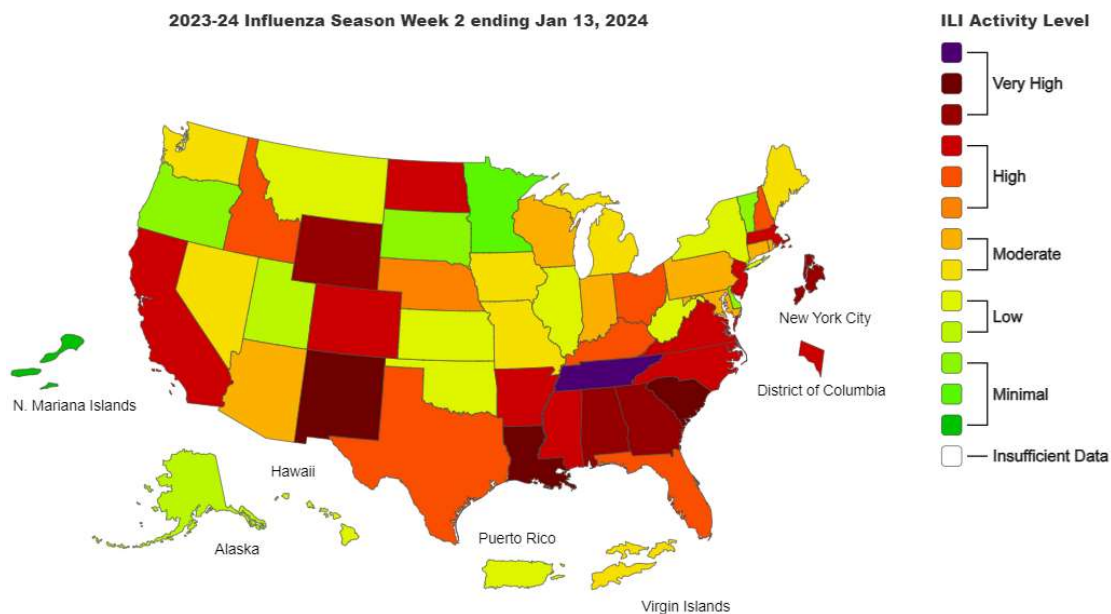 2023-24 Influenza Season Week 2 ending Jan 13, 2024
ILI Activity Level
Very High
High
Moderate
Low
Minimal
Insufficient Data
New York City
District of Columbia
N. Mariana Islands
Hawaii
Alaska
Puerto Rico
Virgin Islands